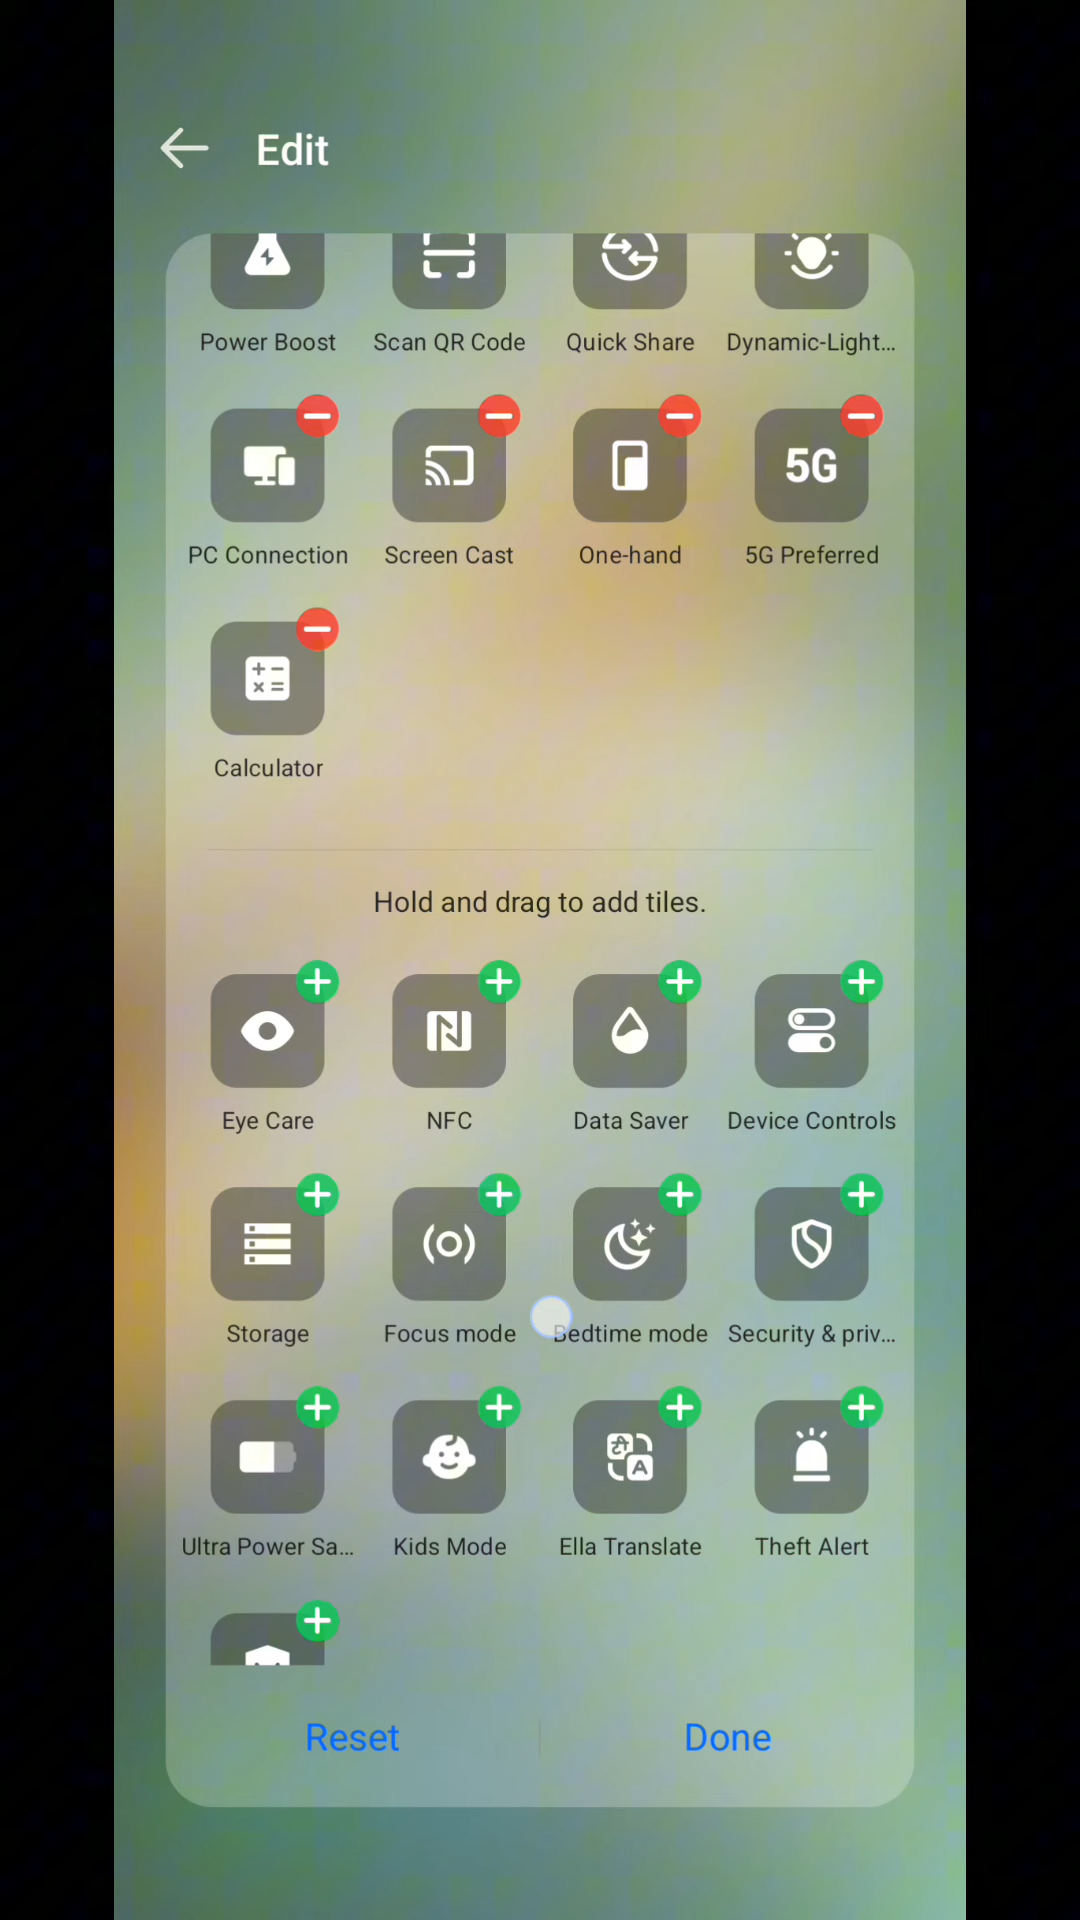 Edit
Power Boost
Scan QR Code
Quick Share
Dynamic-Light...
PC Connection
Screen Cast
One-hand
5G
5G Preferred
Calculator
Hold and drag to add tiles.
Eye Care
NFC
Data Saver
Device Controls
Storage
Focus mode
Bedtime mode
Security & priv...
Ultra Power Sa...
Kids Mode
A
Ella Translate
Theft Alert
Reset
Done